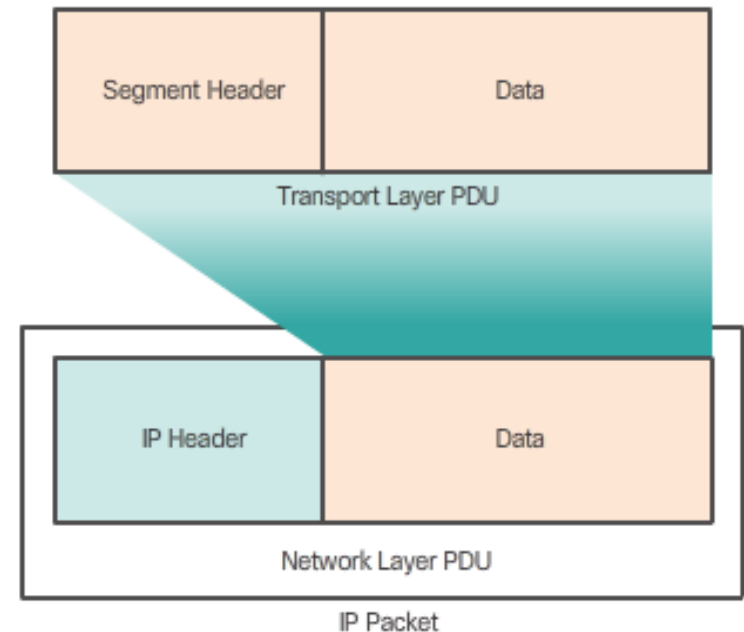 Segment Header
Data
Transport Layer PDU
IP Header
Data
Network Layer PDU
IP Packet